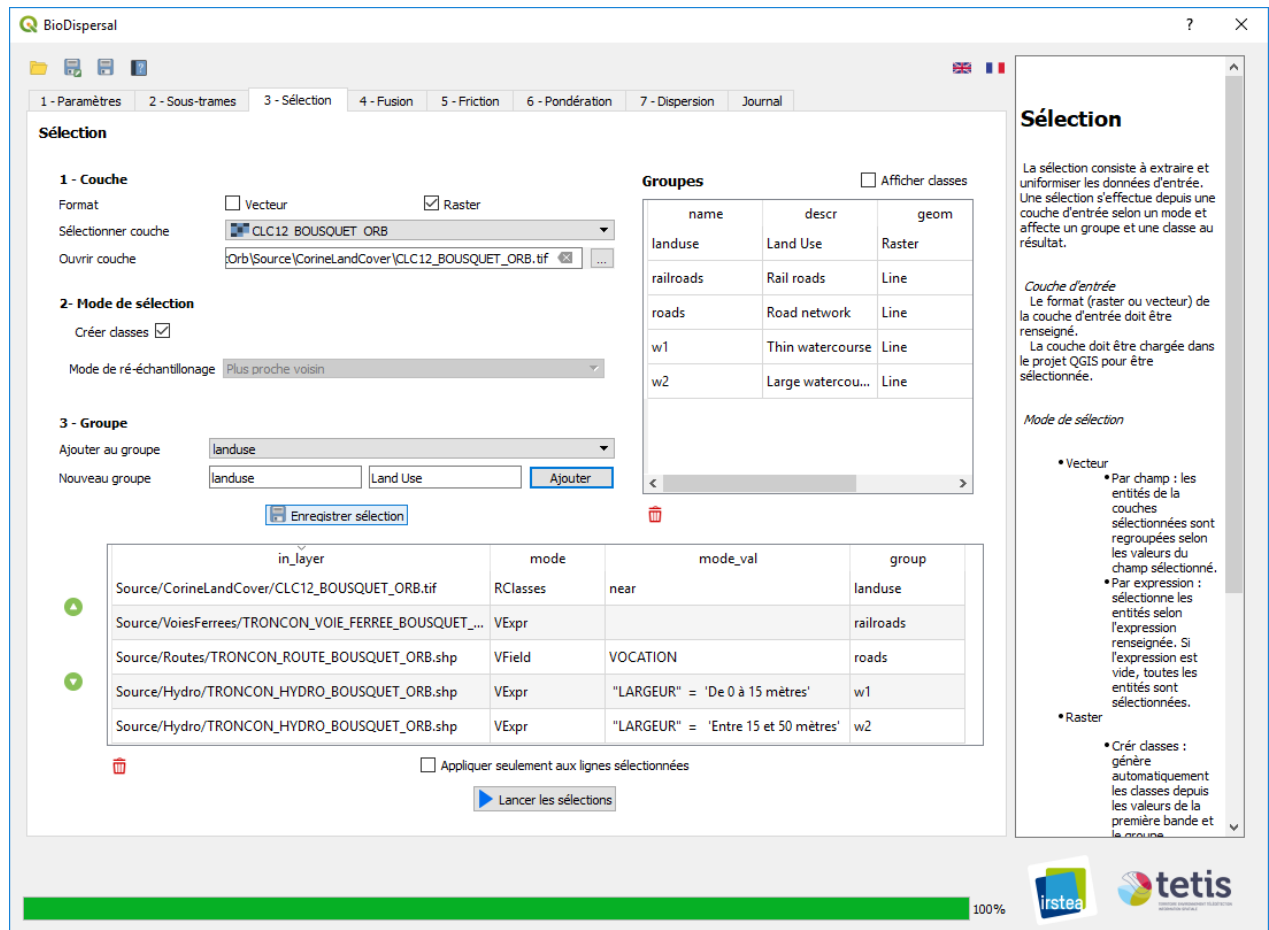 BioDispersal
?
1 - Paramètres 2 - Sous-trames 3 - Sélection 4 - Fusion 5 - Friction 6 - Pondération 7 - Dispersion Journal
Sélection
1 - Couche
Format Vecteur Raster
Sélectionner couche CLC12_BOUSQUET_ORB
Ouvrir couche :Orb\Source\CorineLandCover\CLC12_BOUSQUET_ORB.tif ...
2- Mode de sélection
Créer classes
Mode de ré-échantillonage Plus proche voisin
3 - Groupe
Ajouter au groupe landuse
Nouveau groupe landuse Land Use Ajouter
Enregistrer sélection
Groupes Afficher classes
name descr geom
landuse Land Use Raster
railroads Rail roads Line
roads Road network Line
w1 Thin watercourse Line
w2 Large watercou... Line
in_layer mode mode_val group
Source/CorineLandCover/CLC12_BOUSQUET_ORB.tif RClasses near landuse
Source/VoiesFerrees/TRONCON_VOIE_FERREE_BOUSQUET_... VExpr railroads
Source/Routes/TRONCON_ROUTE_BOUSQUET_ORB.shp VField VOCATION roads
Source/Hydro/TRONCON_HYDRO_BOUSQUET_ORB.shp VExpr "LARGEUR" = 'De 0 à 15 mètres' w1
Source/Hydro/TRONCON_HYDRO_BOUSQUET_ORB.shp VExpr "LARGEUR" = 'Entre 15 et 50 mètres' w2
Appliquer seulement aux lignes sélectionnées
Lancer les sélections
Sélection
La sélection consiste à extraire et
uniformiser les données d'entrée.
Une sélection s'effectue depuis une
couche d'entrée selon un mode et
affecte un groupe et une classe au
résultat.
Couche d'entrée
Le format (raster ou vecteur) de
la couche d'entrée doit être
renseigné.
La couche doit être chargée dans
le projet QGIS pour être
sélectionnée.
Mode de sélection
•Vecteur
•Par champ : les
entités de la
couches
sélectionnées sont
regroupées selon
les valeurs du
champ sélectionné.
•Par expression :
sélectionne les
entités selon
l'expression
renseignée. Si
l'expression est
vide, toutes les
entités sont
sélectionnées.
•Raster
•Crér classes :
génère
automatiquement
les classes depuis
les valeurs de la
première bande et
le groupe
100%
irstea
tetis